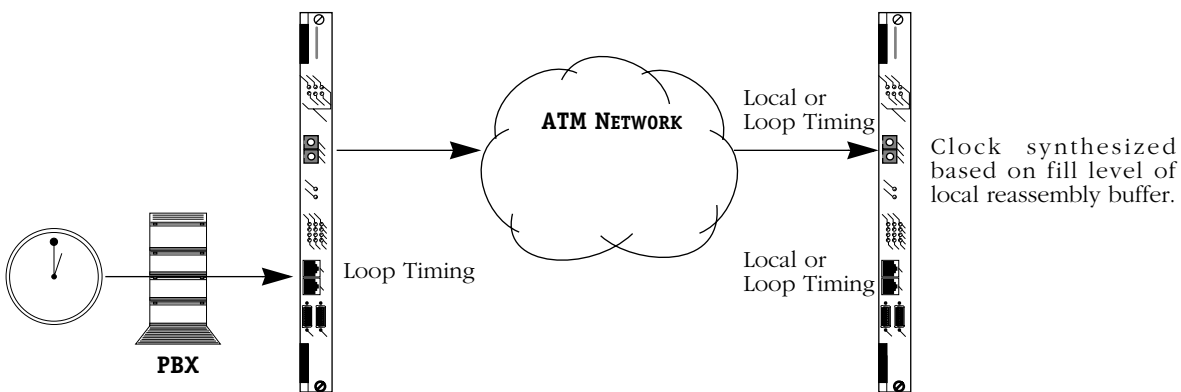 ATM NETWORK
Local or
Loop Timing
Clock synthesized
based on fill level of
local reassembly buffer.
Loop Timing
Local or
Loop Timing
PBX